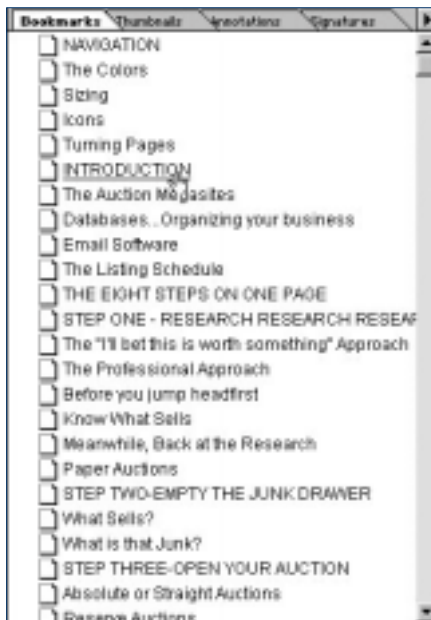 Bookmarks Thumbnails Annotations Signatures
NAVIGATION
The Colors
Sizing
Icons
Turning Pages
INTRODUCTION
The Auction Megasites
Databases...Organizing your business
Email Software
The Listing Schedule
THE EIGHT STEPS ON ONE PAGE
STEP ONE - RESEARCH RESEARCH RESEAR
The "I'll bet this is worth something" Approach
The Professional Approach
Before you jump headfirst
Know What Sells
Meanwhile, Back at the Research
Paper Auctions
STEP TWO-EMPTY THE JUNK DRAWER
What Sells?
What is that Junk?
STEP THREE-OPEN YOUR AUCTION
Absolute or Straight Auctions
Reserve Auctions